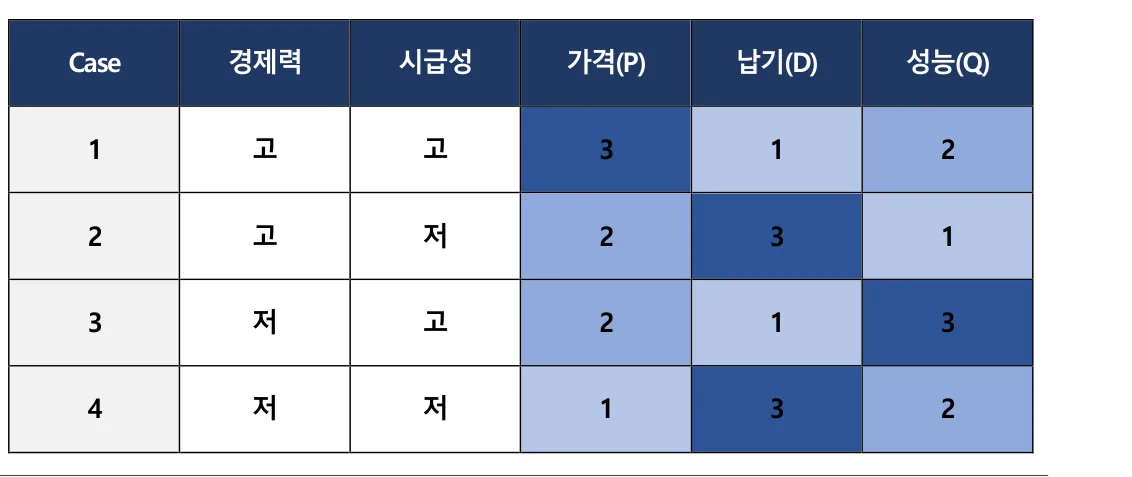 Case 경제력 시급성 가격(P) 납기(D) 성능(Q)
1 고 고 3 1 2
2 고 저 2 3 1
3 저 고 2 1 3
4 저 저 1 3 2